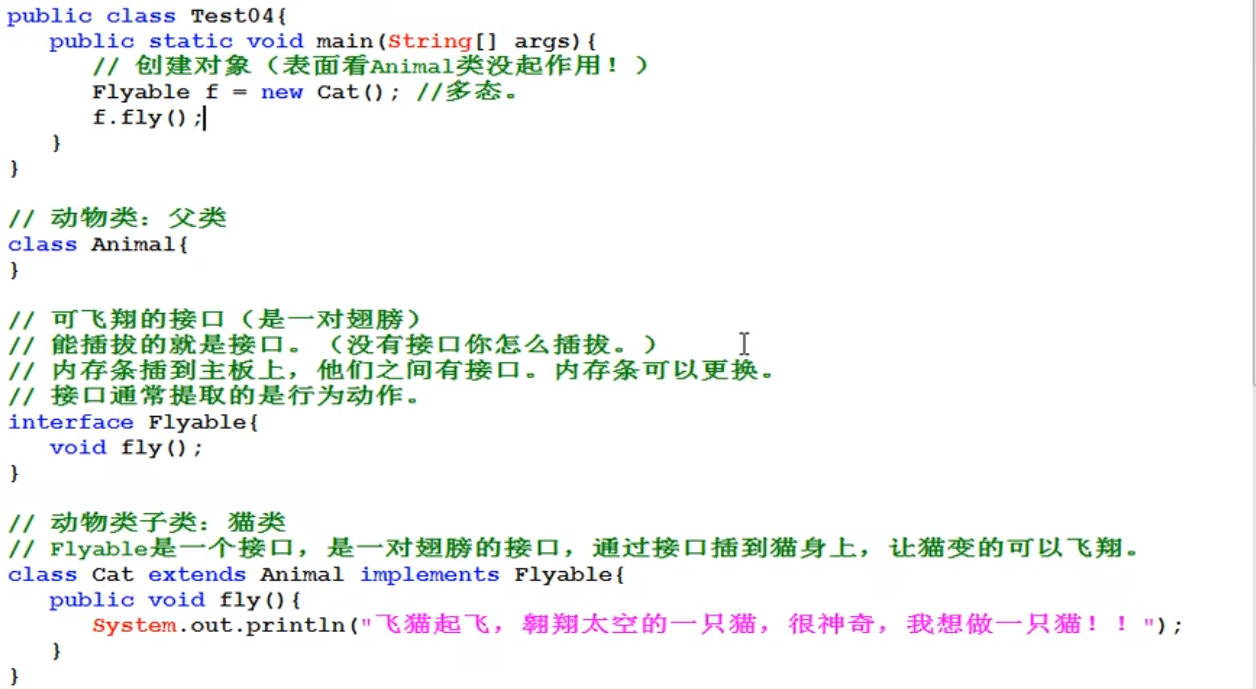 public class Test04{
public static void main(String[] args){
// 创建对象（表面看Animal类没起作用！）
Flyable f = new Cat(); //多态。
f.fly();
}
}
// 动物类：父类
class Animal{
}
// 可飞翔的接口（是一对翅膀）
// 能插拔的就是接口。（没有接口你怎么插拔。）
// 内存条插到主板上，他们之间有接口。内存条可以更换。
// 接口通常提取的是行为动作。
interface Flyable{
void fly();
}
// 动物类子类：猫类
// Flyable是一个接口，是一对翅膀的接口，通过接口插到猫身上，让猫变的可以飞翔。
class Cat extends Animal implements Flyable{
public void fly(){
System.out.println("飞猫起飞，翱翔太空的一只猫，很神奇，我想做一只猫！！");
}
}